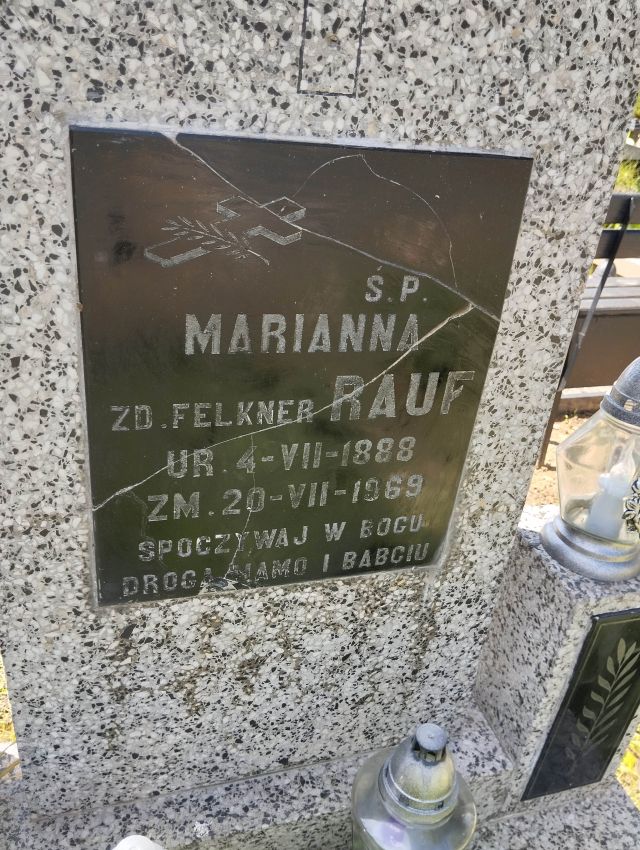 Ś.P.
MARIANNA
ZD. FELKNER RAUF
UR. 4-VII-1888
ZM. 20-VII-1969
SPOCZYWAJ W BOGU
DROGA MAMO I BABCIU